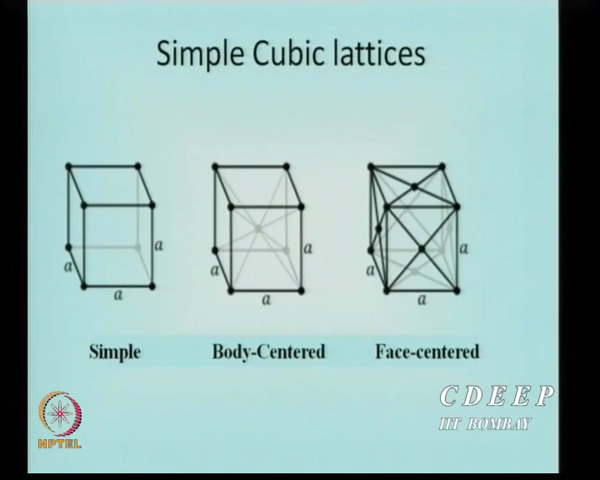 Simple Cubic lattices
a
a
a
a
a
a
a
a
a
Simple
Body-Centered
Face-centered
CDEEP
IIT BOMBAY
NPTEL